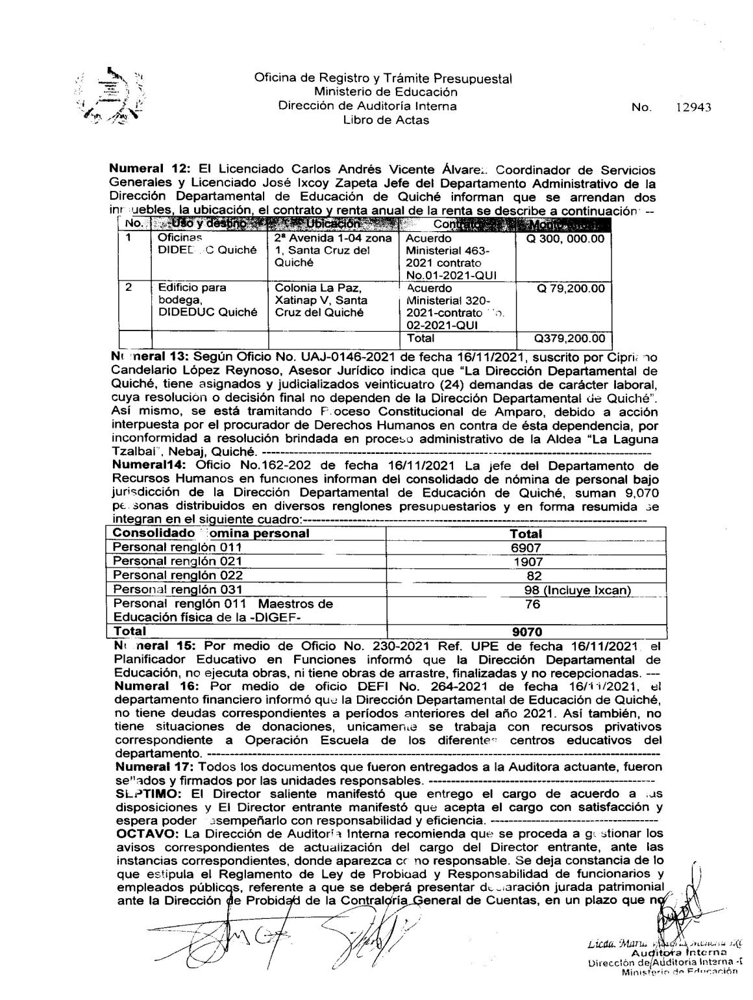 Oficina de Registro y Trámite Presupuestal
Ministerio de Educación
Dirección de Auditoría Interna
Libro de Actas
No. 12943
Numeral 12: El Licenciado Carlos Andrés Vicente Álvarez. Coordinador de Servicios
Generales y Licenciado José Ixcoy Zapeta Jefe del Departamento Administrativo de la
Dirección Departamental de Educación de Quiché informan que se arrendan dos
inmuebles, la ubicación, el contrato y renta anual de la renta se describe a continuación --
No. Uso y destino Ubicación Contrato Monto
1 Oficinas DIDEDUC Quiché 2ª Avenida 1-04 zona 1, Santa Cruz del Quiché Acuerdo Ministerial 463-2021 contrato No.01-2021-QUI Q 300, 000.00
2 Edificio para bodega, DIDEDUC Quiché Colonia La Paz, Xatinap V, Santa Cruz del Quiché Acuerdo Ministerial 320-2021-contrato No. 02-2021-QUI Q 79,200.00
Total Q379,200.00
Numeral 13: Según Oficio No. UAJ-0146-2021 de fecha 16/11/2021, suscrito por Cipriano
Candelario López Reynoso, Asesor Jurídico indica que “La Dirección Departamental de
Quiché, tiene asignados y judicializados veinticuatro (24) demandas de carácter laboral,
cuya resolución o decisión final no dependen de la Dirección Departamental de Quiché”.
Así mismo, se está tramitando Proceso Constitucional de Amparo, debido a acción
interpuesta por el procurador de Derechos Humanos en contra de ésta dependencia, por
inconformidad a resolución brindada en proceso administrativo de la Aldea “La Laguna
Tzalbal”, Nebaj, Quiché. --------------------
Numeral14: Oficio No.162-202 de fecha 16/11/2021 La jefe del Departamento de
Recursos Humanos en funciones informan del consolidado de nómina de personal bajo
jurisdicción de la Dirección Departamental de Educación de Quiché, suman 9,070
personas distribuidos en diversos renglones presupuestarios y en forma resumida se
integran en el siguiente cuadro:--------------------
Consolidado nomina personal Total
Personal renglón 011 6907
Personal renglón 021 1907
Personal renglón 022 82
Personal renglón 031 98 (Incluye Ixcan)
Personal renglón 011 Maestros de Educación física de la -DIGEF- 76
Total 9070
Numeral 15: Por medio de Oficio No. 230-2021 Ref. UPE de fecha 16/11/2021 el
Planificador Educativo en Funciones informó que la Dirección Departamental de
Educación, no ejecuta obras, ni tiene obras de arrastre, finalizadas y no recepcionadas. ---
Numeral 16: Por medio de oficio DEFI No. 264-2021 de fecha 16/11/2021, el
departamento financiero informó que la Dirección Departamental de Educación de Quiché,
no tiene deudas correspondientes a períodos anteriores del año 2021. Así también, no
tiene situaciones de donaciones, unicamente se trabaja con recursos privativos
correspondiente a Operación Escuela de los diferentes centros educativos del
departamento. --------------------
Numeral 17: Todos los documentos que fueron entregados a la Auditora actuante, fueron
sellados y firmados por las unidades responsables. --------------------
SEPTIMO: El Director saliente manifestó que entrego el cargo de acuerdo a las
disposiciones y El Director entrante manifestó que acepta el cargo con satisfacción y
espera poder desempeñarlo con responsabilidad y eficiencia. --------------------
OCTAVO: La Dirección de Auditoría Interna recomienda que se proceda a gestionar los
avisos correspondientes de actualización del cargo del Director entrante, ante las
instancias correspondientes, donde aparezca como responsable. Se deja constancia de lo
que estipula el Reglamento de Ley de Probidad y Responsabilidad de funcionarios y
empleados públicos, referente a que se deberá presentar declaración jurada patrimonial
ante la Dirección de Probidad de la Contraloría General de Cuentas, en un plazo que no
Licda. María
Auditora Interna
Dirección de Auditoría Interna
Ministerio de Educación